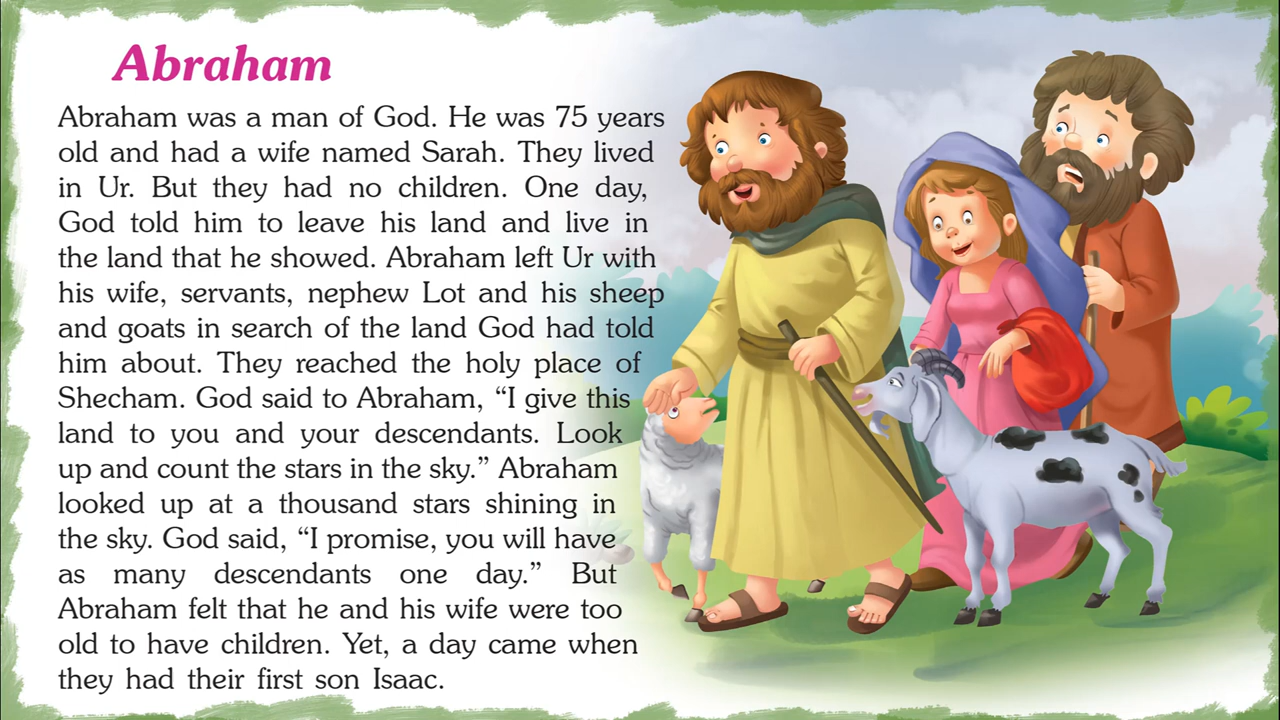 Abraham
Abraham was a man of God. He was 75 years
old and had a wife named Sarah. They lived
in Ur. But they had no children. One day,
God told him to leave his land and live in
the land that he showed. Abraham left Ur with
his wife, servants, nephew Lot and his sheep
and goats in search of the land God had told
him about. They reached the holy place of
Shecham. God said to Abraham, “I give this
land to you and your descendants. Look
up and count the stars in the sky.” Abraham
looked up at a thousand stars shining in
the sky. God said, “I promise, you will have
as many descendants one day.” But
Abraham felt that he and his wife were too
old to have children. Yet, a day came when
they had their first son Isaac.